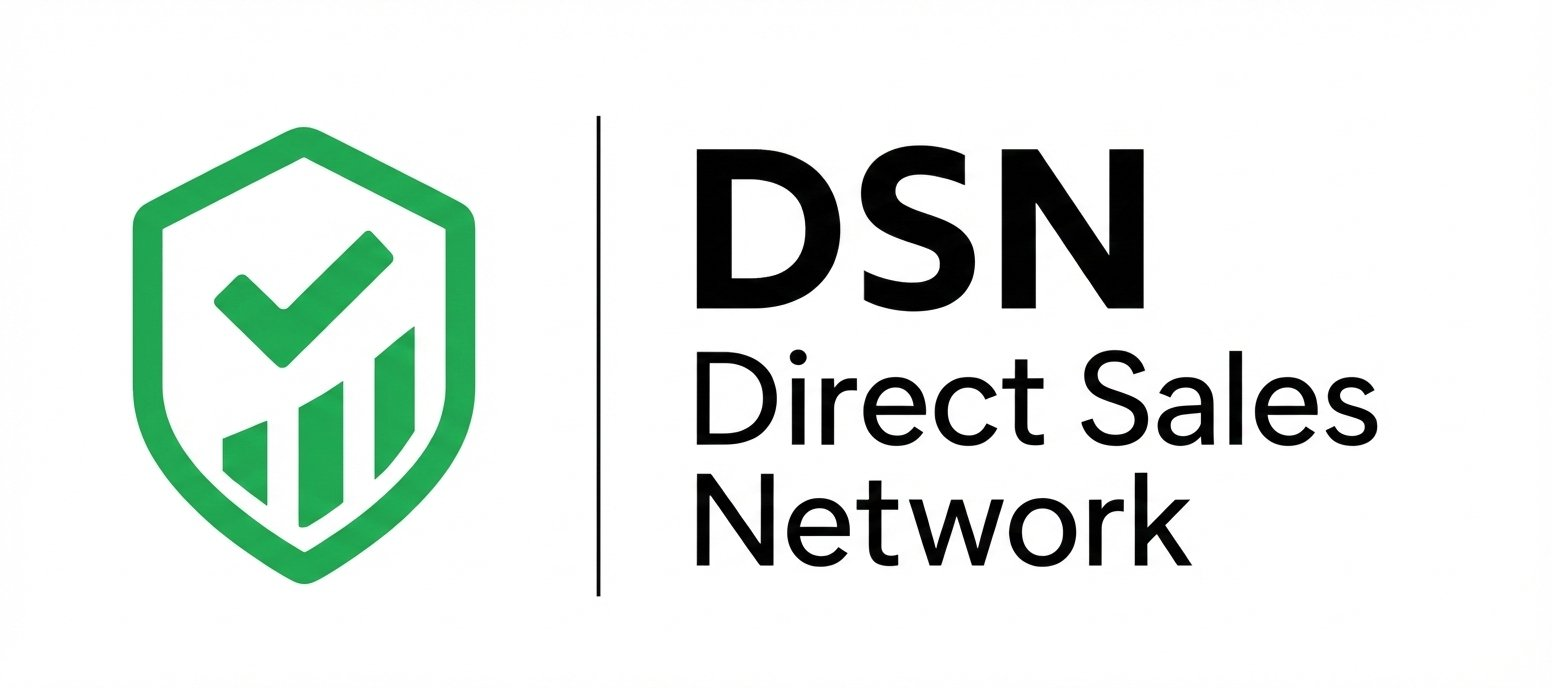 DSN
Direct Sales
Network